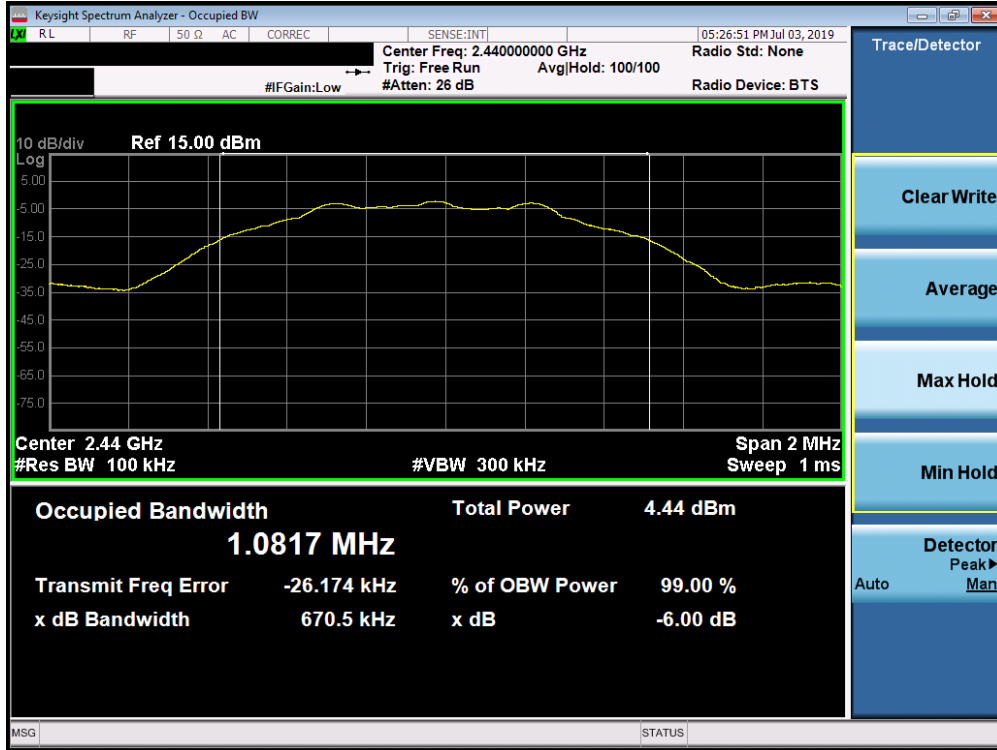 Keysight Spectrum Analyzer - Occupied BW
LXI RL RF 50 Ω AC CORREC SENSE:INT 05:26:51 PM Jul 03, 2019
Center Freq: 2.440000000 GHz Radio Std: None
Trig: Free Run Avg|Hold: 100/100
#IFGain:Low #Atten: 26 dB Radio Device: BTS
10 dB/div Ref 15.00 dBm
Log
5.00
-5.00
-15.0
-25.0
-35.0
-45.0
-55.0
-65.0
-75.0
Center 2.44 GHz Span 2 MHz
#Res BW 100 kHz #VBW 300 kHz Sweep 1 ms
Occupied Bandwidth Total Power 4.44 dBm
1.0817 MHz
Transmit Freq Error -26.174 kHz % of OBW Power 99.00 %
x dB Bandwidth 670.5 kHz x dB -6.00 dB
MSG STATUS
Trace/Detector
Clear Write
Average
Max Hold
Min Hold
Detector
Peak▶
Auto Man